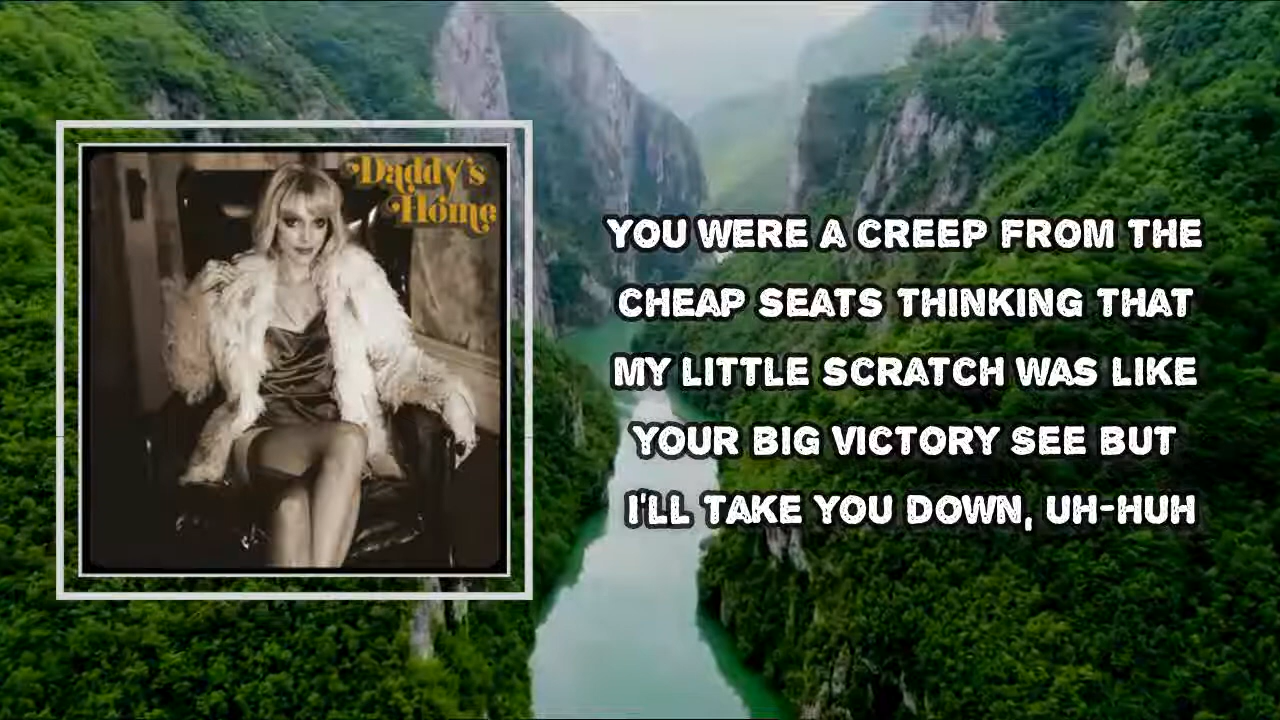 Daddy's
Home
YOU WERE A CREEP FROM THE
CHEAP SEATS THINKING THAT
MY LITTLE SCRATCH WAS LIKE
YOUR BIG VICTORY SEE BUT
I'LL TAKE YOU DOWN, UH-HUH